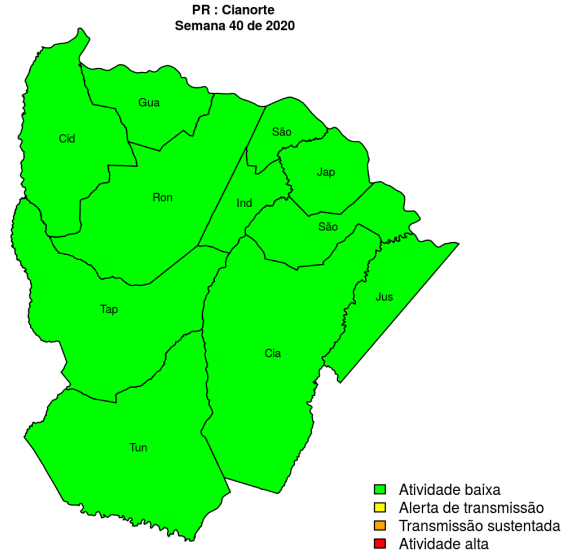 PR : Cianorte
Semana 40 de 2020
Gua
São
Cid
Jap
Ron
Ind
São
Jus
Tap
Cia
Tun
Atividade baixa
Alerta de transmissão
Transmissão sustentada
Atividade alta